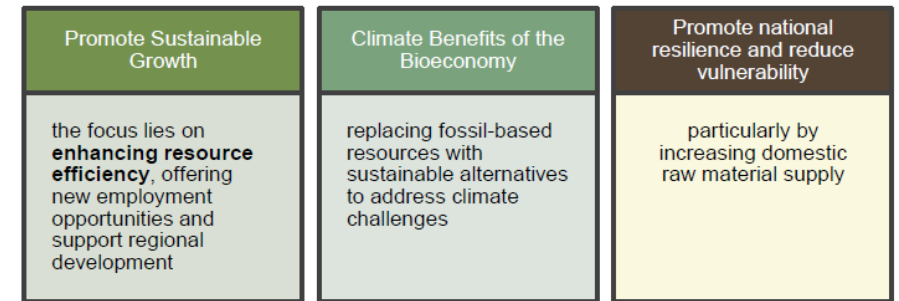 Promote Sustainable
Growth
the focus lies on
enhancing resource
efficiency, offering
new employment
opportunities and
support regional
development
Climate Benefits of the
Bioeconomy
replacing fossil-based
resources with
sustainable alternatives
to address climate
challenges
Promote national
resilience and reduce
vulnerability
particularly by
increasing domestic
raw material supply